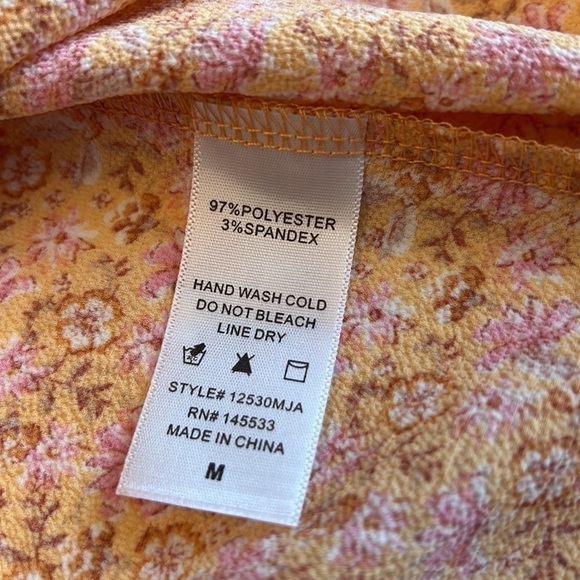 97%POLYESTER
3%SPANDEX
HAND WASH COLD
DO NOT BLEACH
LINE DRY
STYLE# 12530MJA
RN# 145533
MADE IN CHINA
M